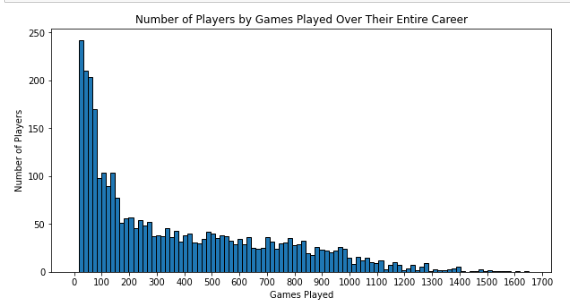 Number of Players by Games Played Over Their Entire Career
250
200
150
100
50
0
Number of Players
0 100 200 300 400 500 600 700 800 900 1000 1100 1200 1300 1400 1500 1600 1700
Games Played